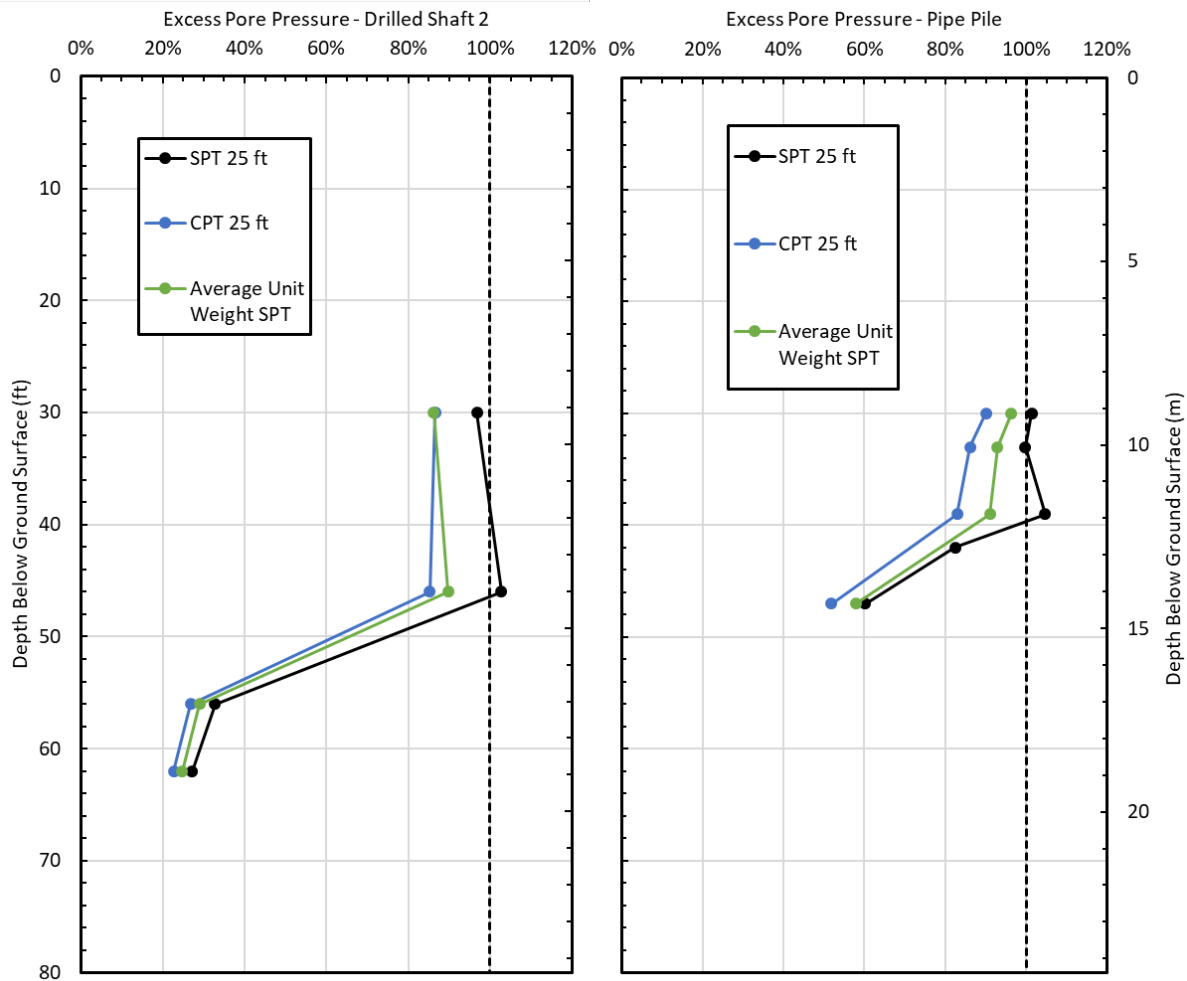 Excess Pore Pressure - Drilled Shaft 2
0% 20% 40% 60% 80% 100% 120%
0
10
20
30
40
50
60
70
80
Depth Below Ground Surface (ft)
SPT 25 ft
CPT 25 ft
Average Unit
Weight SPT
Excess Pore Pressure - Pipe Pile
0% 20% 40% 60% 80% 100% 120%
SPT 25 ft
CPT 25 ft
Average Unit
Weight SPT
0
5
10
15
20
Depth Below Ground Surface (m)